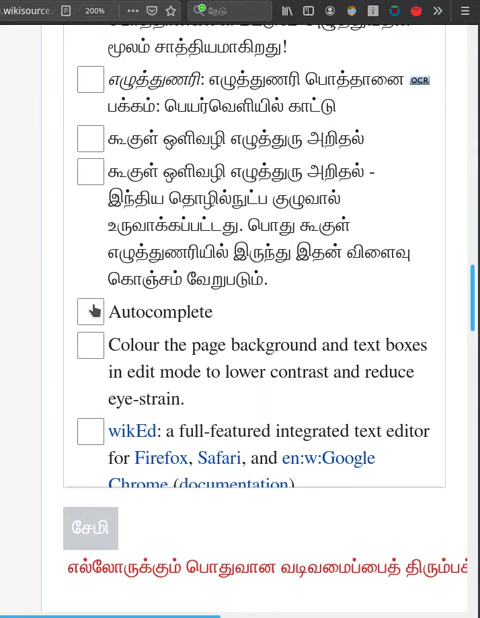 .wikisource.
200%
தேடு
மூலம் சாத்தியமாகிறது!
எழுத்துணரி: எழுத்துணரி பொத்தானை OCR
பக்கம்: பெயர்வெளியில் காட்டு
கூகுள் ஒளிவழி எழுத்துரு அறிதல்
கூகுள் ஒளிவழி எழுத்துரு அறிதல் -
இந்திய தொழில்நுட்ப குழுவால்
உருவாக்கப்பட்டது. பொது கூகுள்
எழுத்துணரியில் இருந்து இதன் விளைவு
கொஞ்சம் வேறுபடும்.
Autocomplete
Colour the page background and text boxes
in edit mode to lower contrast and reduce
eye-strain.
wikEd: a full-featured integrated text editor
for Firefox, Safari, and en:w:Google
Chrome (documentation)
சேமி
எல்லோருக்கும் பொதுவான வடிவமைப்பைத் திரும்பக்